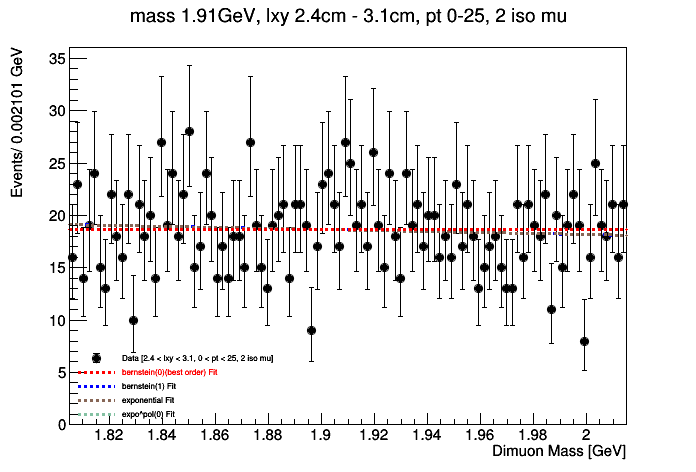 mass 1.91GeV, lxy 2.4cm - 3.1cm, pt 0-25, 2 iso mu
Events/ 0.002101 GeV
35
30
25
20
15
10
5
0
Data [2.4 < lxy < 3.1, 0 < pt < 25, 2 iso mu]
bernstein(0)(best order) Fit
bernstein(1) Fit
exponential Fit
expo*pol(0) Fit
1.82 1.84 1.86 1.88 1.9 1.92 1.94 1.96 1.98 2
Dimuon Mass [GeV]